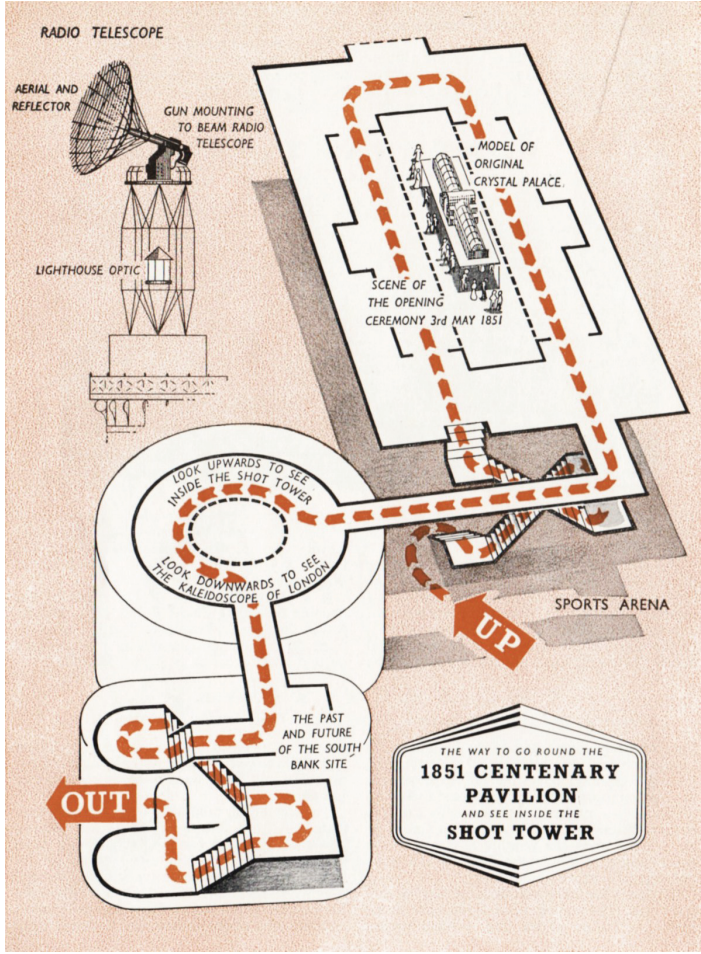 RADIO TELESCOPE
AERIAL AND
REFLECTOR
GUN MOUNTING
TO BEAM RADIO
TELESCOPE
LIGHTHOUSE OPTIC
MODEL OF
ORIGINAL
CRYSTAL PALACE.
SCENE OF
THE OPENING
CEREMONY 3rd MAY 1851
LOOK UPWARDS TO SEE
INSIDE THE SHOT TOWER
LOOK DOWNWARDS TO SEE
THE KALEIDOSCOPE OF LONDON
UP
SPORTS ARENA
THE PAST
AND FUTURE
OF THE SOUTH
BANK SITE
OUT
THE WAY TO GO ROUND THE
1851 CENTENARY
PAVILION
AND SEE INSIDE THE
SHOT TOWER